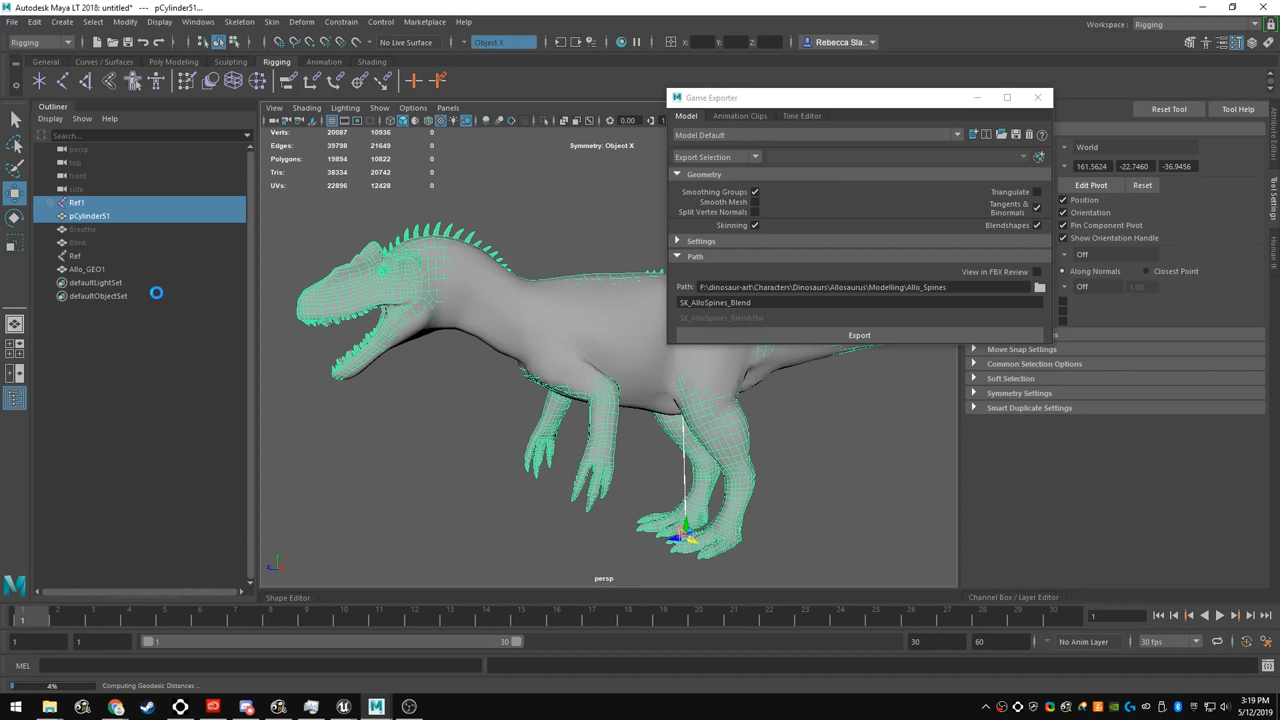 Autodesk Maya LT 2018: untitled* --- pCylinder51...
File Edit Create Select Modify Display Windows Skeleton Skin Deform Constrain Control Marketplace Help
Workspace : Rigging
Rigging
No Live Surface
Object X
X:
Y:
Z:
Rebecca Sla...
General Curves / Surfaces Poly Modeling Sculpting Rigging Animation Shading
Outliner
Display Show Help
Search...
persp
top
front
side
Ref1
pCylinder51
Breathe
Blink
Ref
Allo_GEO1
defaultLightSet
defaultObjectSet
View Shading Lighting Show Options Panels
0.00
Verts: 20087 10936 0
Edges: 39798 21649 0
Polygons: 19894 10822 0
Tris: 38334 20742 0
UVs: 22896 12428 0
Symmetry: Object X
persp
Game Exporter
Model Animation Clips Time Editor
Model Default
Export Selection
Geometry
Smoothing Groups
Smooth Mesh
Split Vertex Normals
Skinning
Triangulate
Tangents &
Binormals
Blendshapes
Settings
Path
View in FBX Review
Path: F:\dinosaur-art\Characters\Dinosaurs\Allosaurus\Modelling\Allo_Spines
SK_AlloSpines_Blend
SK_AlloSpines_Blend.fbx
Export
Reset Tool
Tool Help
World
161.5624 -22.7460 -36.9456
Edit Pivot
Reset
Position
Orientation
Pin Component Pivot
Show Orientation Handle
Off
Along Normals
Closest Point
Off
1.00
Move Snap Settings
Common Selection Options
Soft Selection
Symmetry Settings
Smart Duplicate Settings
Attribute Editor
Tool Settings
Human IK
Shape Editor
Channel Box / Layer Editor
1 2 3 4 5 6 7 8 9 10 11 12 13 14 15 16 17 18 19 20 21 22 23 24 25 26 27 28 29 30
1
1
1
1
1
30
30
60
No Anim Layer
30 fps
MEL
4%
Computing Geodesic Distances ...
3:19 PM
5/12/2019